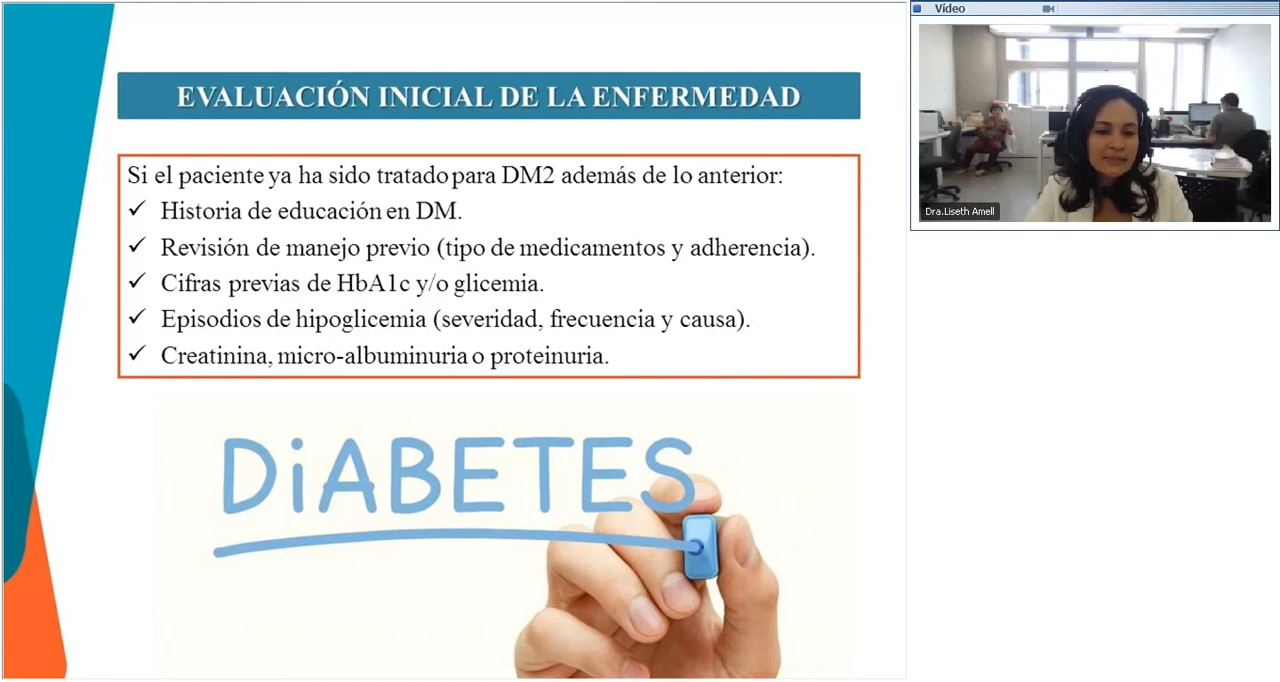 EVALUACIÓN INICIAL DE LA ENFERMEDAD
Si el paciente ya ha sido tratado para DM2 además de lo anterior:
✓ Historia de educación en DM.
✓ Revisión de manejo previo (tipo de medicamentos y adherencia).
✓ Cifras previas de HbA1c y/o glicemia.
✓ Episodios de hipoglicemia (severidad, frecuencia y causa).
✓ Creatinina, micro-albuminuria o proteinuria.
DiABETES
Vídeo
Dra.Liseth Amell